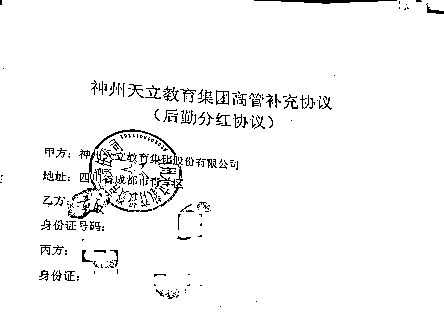 神州天立教育集团高管补充协议
（后勤分红协议）
甲方：神州天立教育集团股份有限公司
地址：四川省成都市
乙方：
身份证号码：
丙方：
身份证：